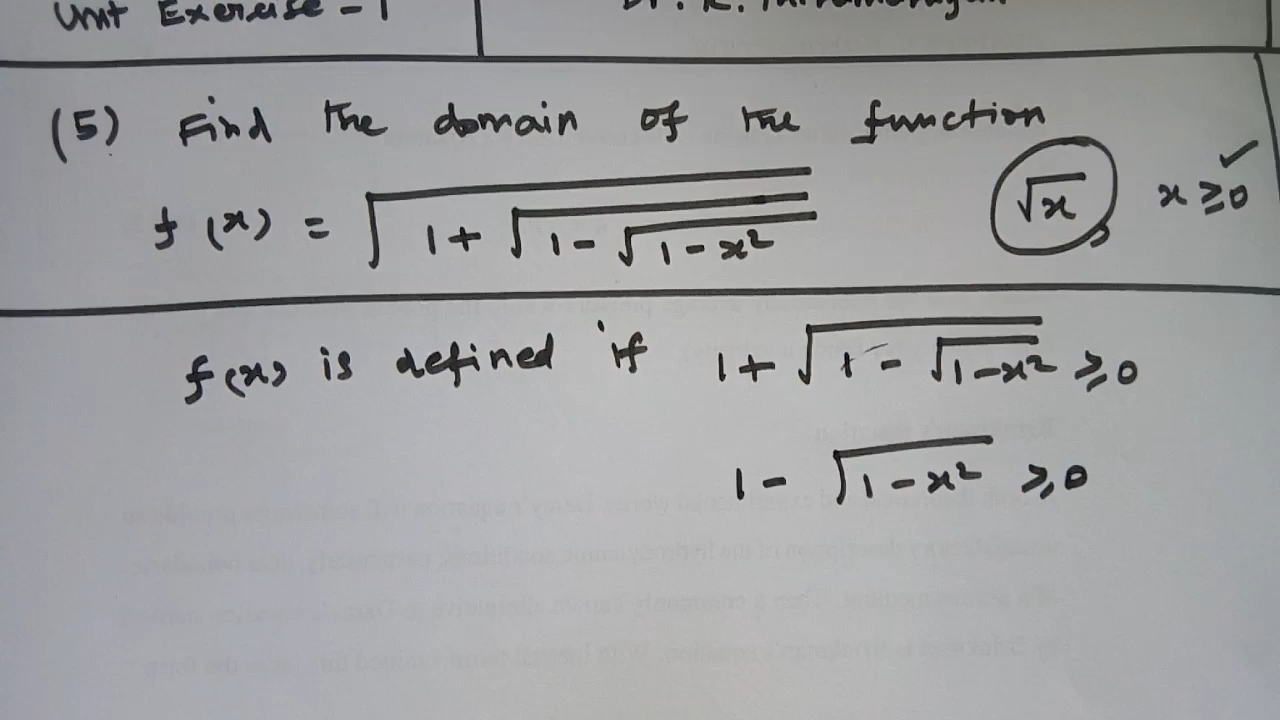 Unit Exercise - 1
(5) Find the domain of the function
f(x) = √(1 + √(1 - √(1 - x²))) √x x ≥ 0 ✓
f(x) is defined if 1 + √(1 - √(1 - x²)) ≥ 0
1 - √(1 - x²) ≥ 0